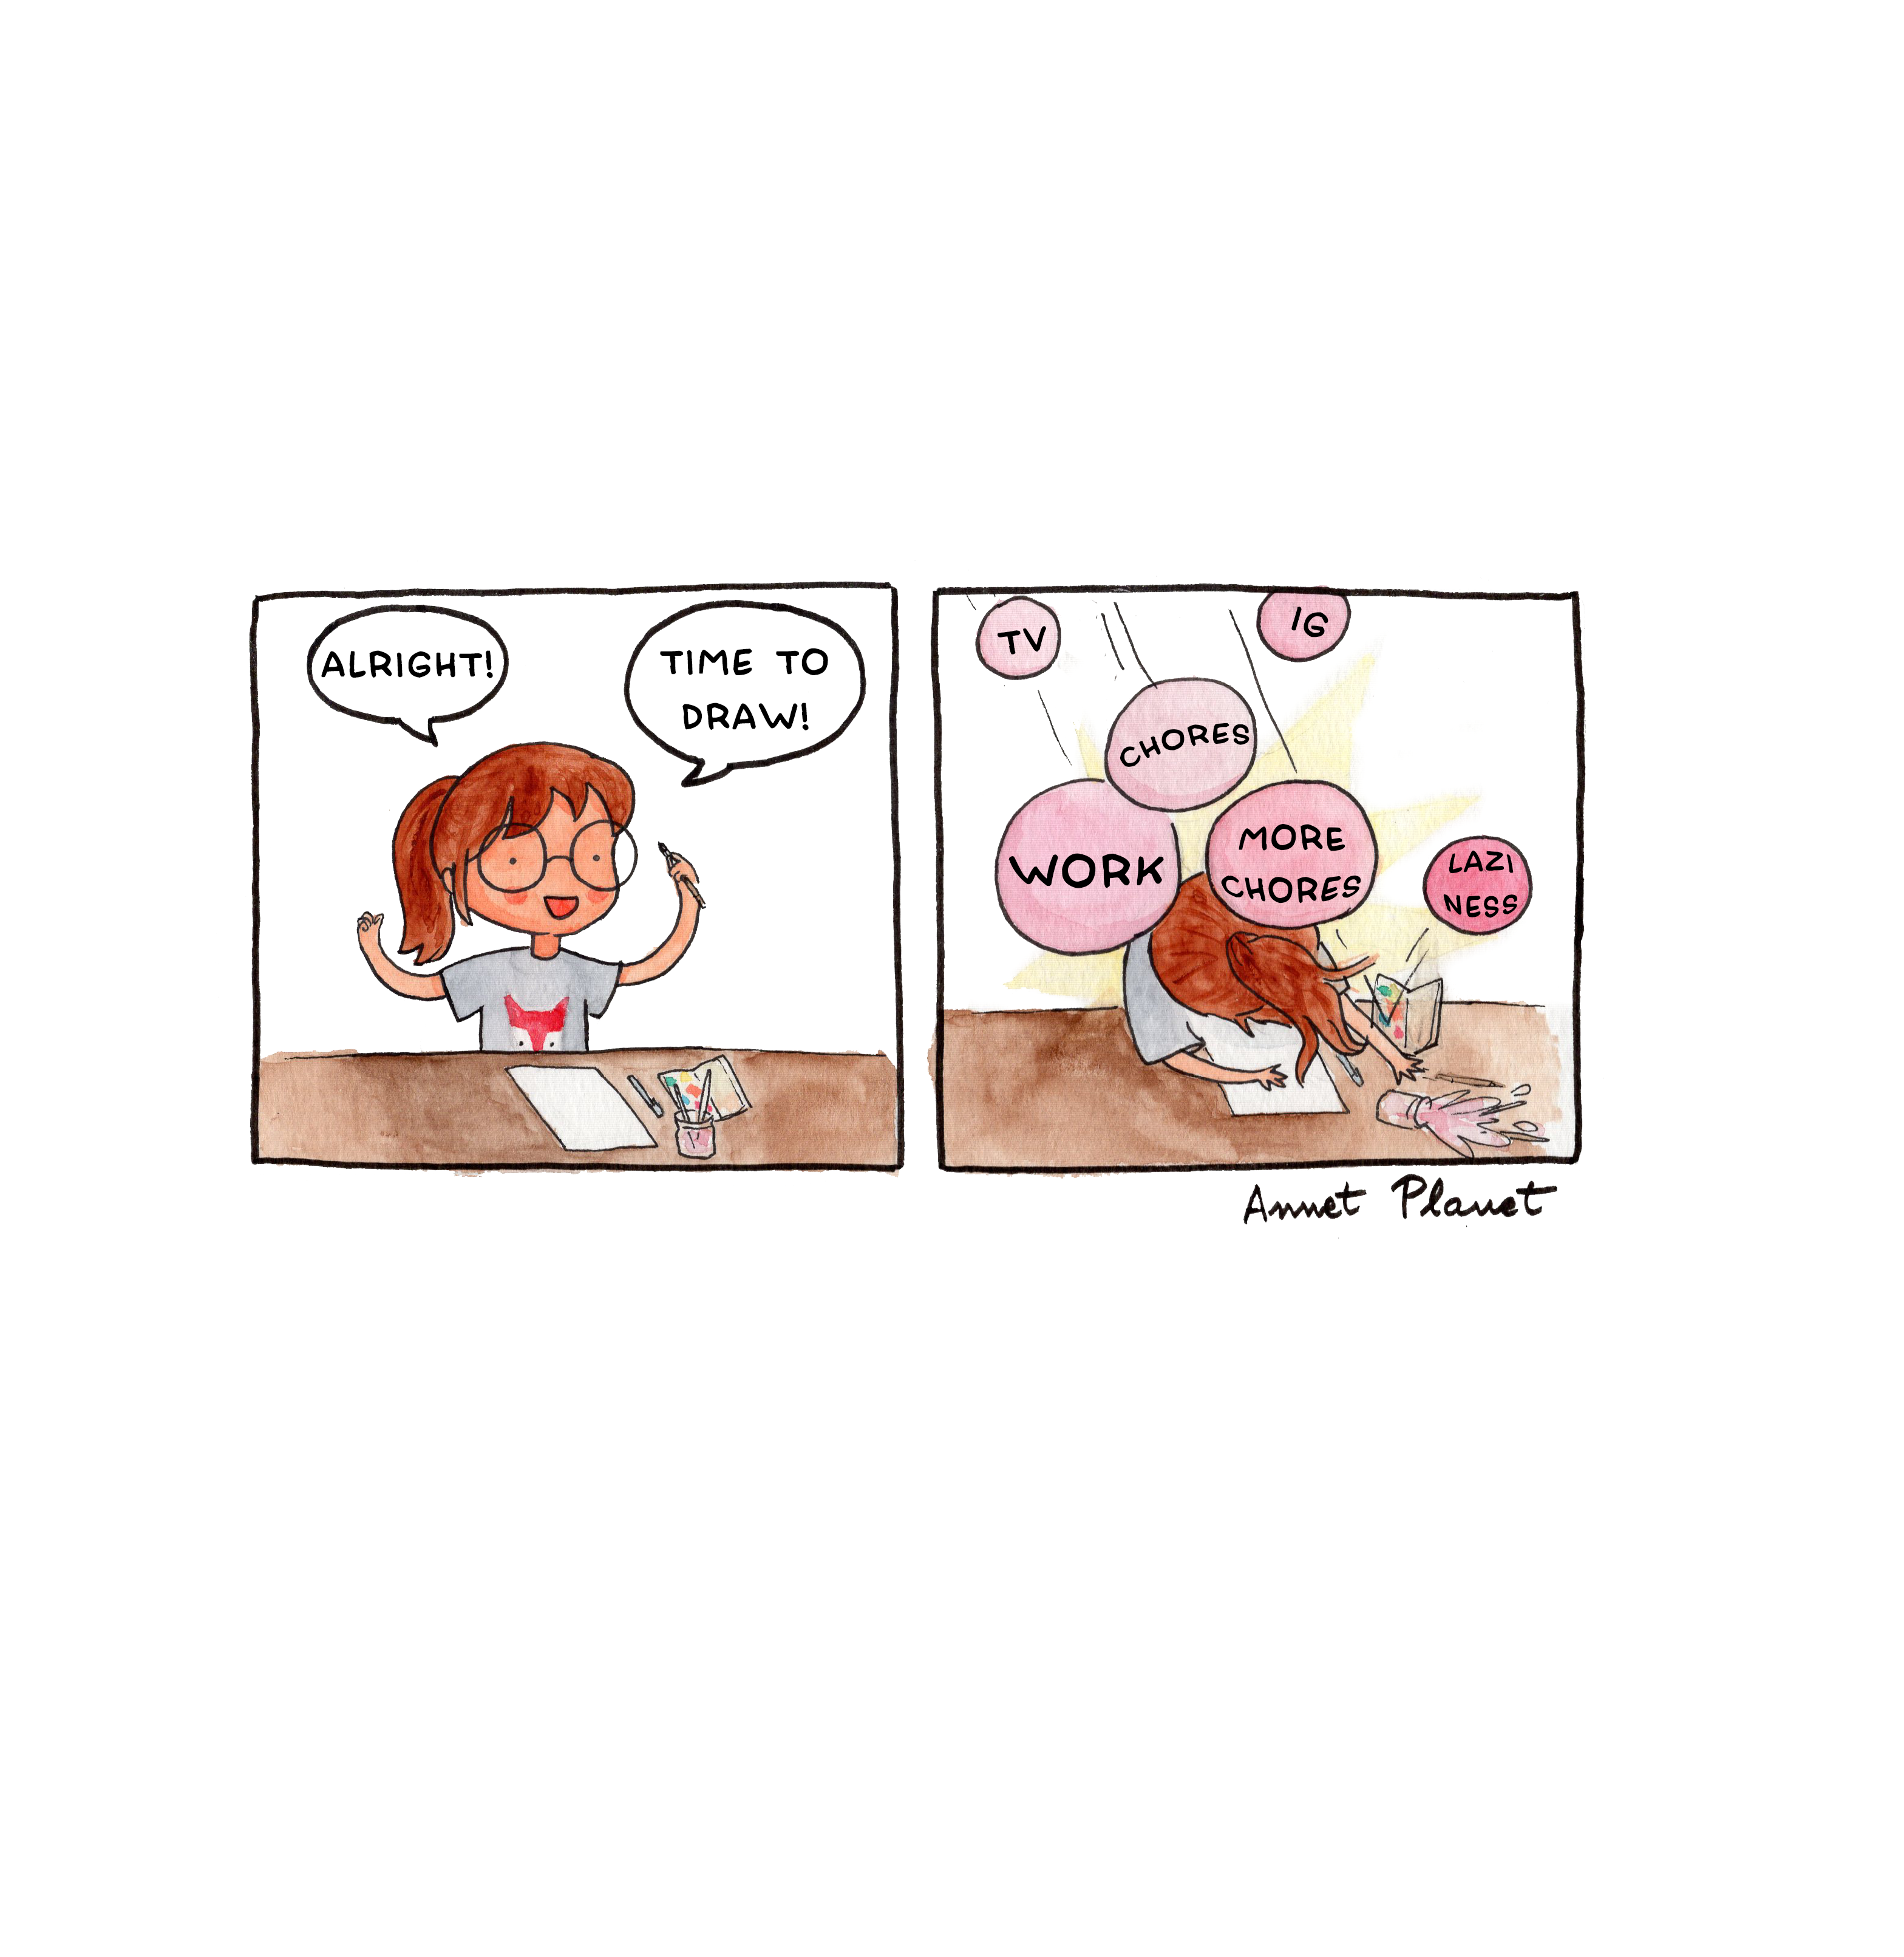 ALRIGHT!
TIME TO
DRAW!
TV
IG
CHORES
WORK
MORE
CHORES
LAZI
NESS
Annet Planet